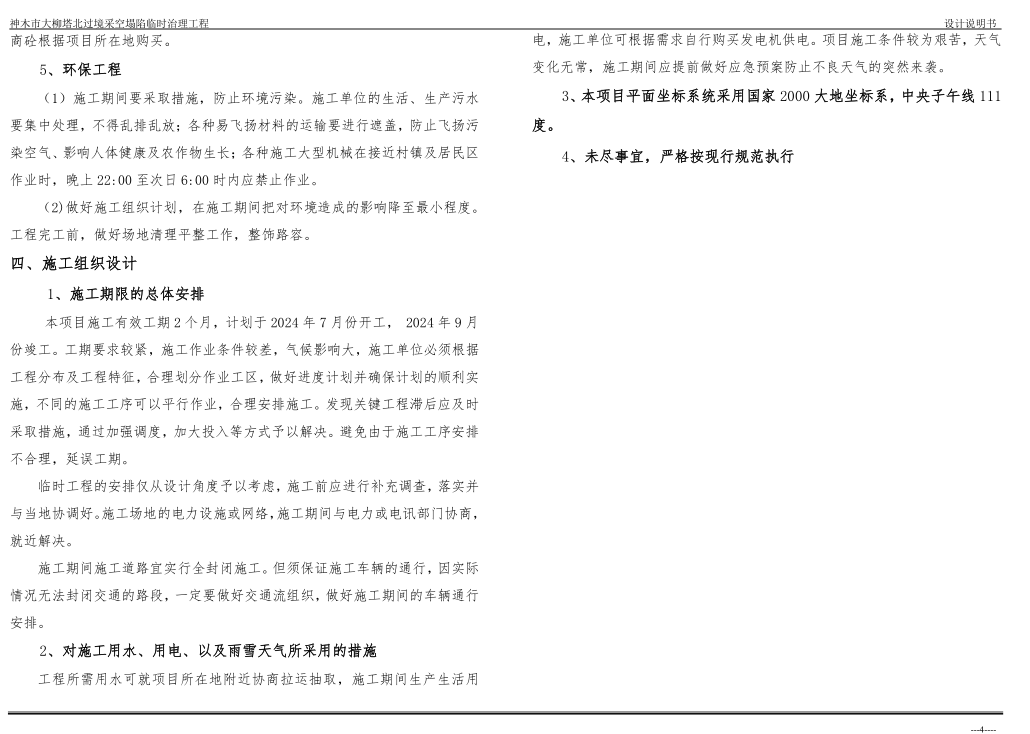 神木市大柳塔北过境采空塌陷临时治理工程
设计说明书
商砼根据项目所在地购买。
5、环保工程
（1）施工期间要采取措施，防止环境污染。施工单位的生活、生产污水
要集中处理，不得乱排乱放；各种易飞扬材料的运输要进行遮盖，防止飞扬污
染空气、影响人体健康及农作物生长；各种施工大型机械在接近村镇及居民区
作业时，晚上 22:00 至次日 6:00 时内应禁止作业。
（2)做好施工组织计划，在施工期间把对环境造成的影响降至最小程度。
工程完工前，做好场地清理平整工作，整饰路容。
四、施工组织设计
1、施工期限的总体安排
本项目施工有效工期 2 个月，计划于 2024 年 7 月份开工， 2024 年 9 月
份竣工。工期要求较紧，施工作业条件较差，气候影响大，施工单位必须根据
工程分布及工程特征，合理划分作业工区，做好进度计划并确保计划的顺利实
施，不同的施工工序可以平行作业，合理安排施工。发现关键工程滞后应及时
采取措施，通过加强调度，加大投入等方式予以解决。避免由于施工工序安排
不合理，延误工期。
临时工程的安排仅从设计角度予以考虑，施工前应进行补充调查，落实并
与当地协调好。施工场地的电力设施或网络，施工期间与电力或电讯部门协商，
就近解决。
施工期间施工道路宜实行全封闭施工。但须保证施工车辆的通行，因实际
情况无法封闭交通的路段，一定要做好交通流组织，做好施工期间的车辆通行
安排。
2、对施工用水、用电、以及雨雪天气所采用的措施
工程所需用水可就项目所在地附近协商拉运抽取，施工期间生产生活用
电，施工单位可根据需求自行购买发电机供电。项目施工条件较为艰苦，天气
变化无常，施工期间应提前做好应急预案防止不良天气的突然来袭。
3、本项目平面坐标系统采用国家 2000 大地坐标系，中央子午线 111
度。
4、未尽事宜，严格按现行规范执行
---4---